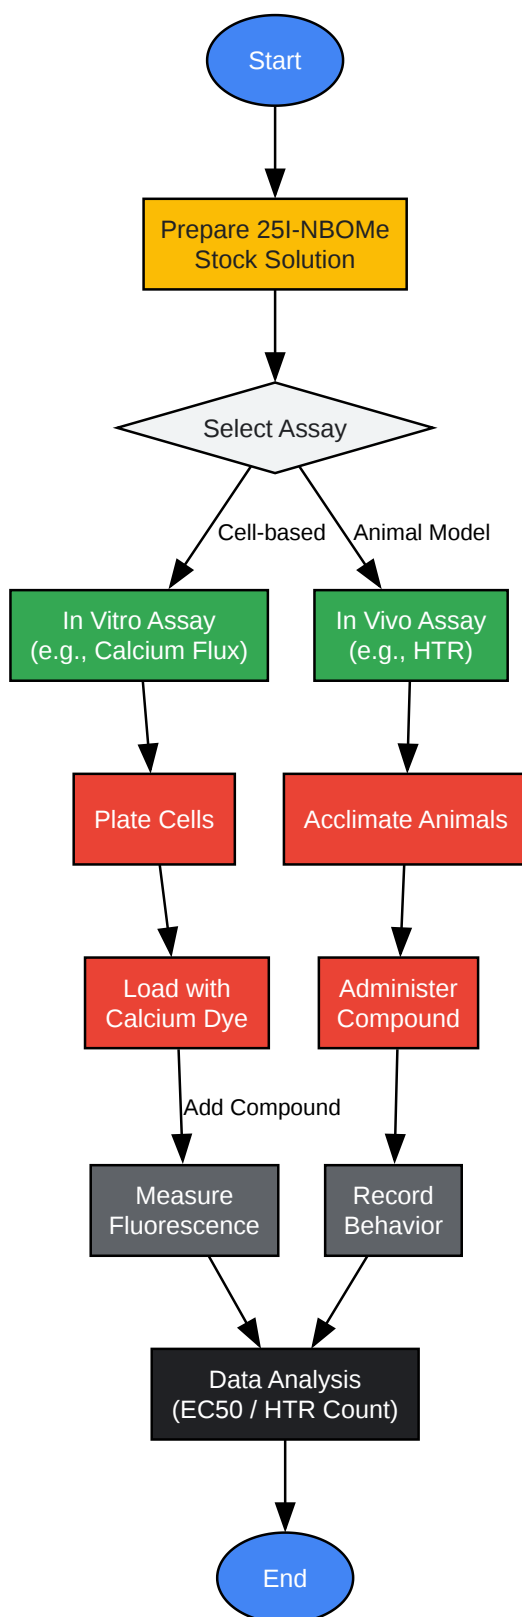 Start
Prepare 25I-NBOMe
Stock Solution
Select Assay
Cell-based
Animal Model
In Vitro Assay
(e.g., Calcium Flux)
In Vivo Assay
(e.g., HTR)
Plate Cells
Acclimate Animals
Load with
Calcium Dye
Administer
Compound
Add Compound
Measure
Fluorescence
Record
Behavior
Data Analysis
(EC50 / HTR Count)
End